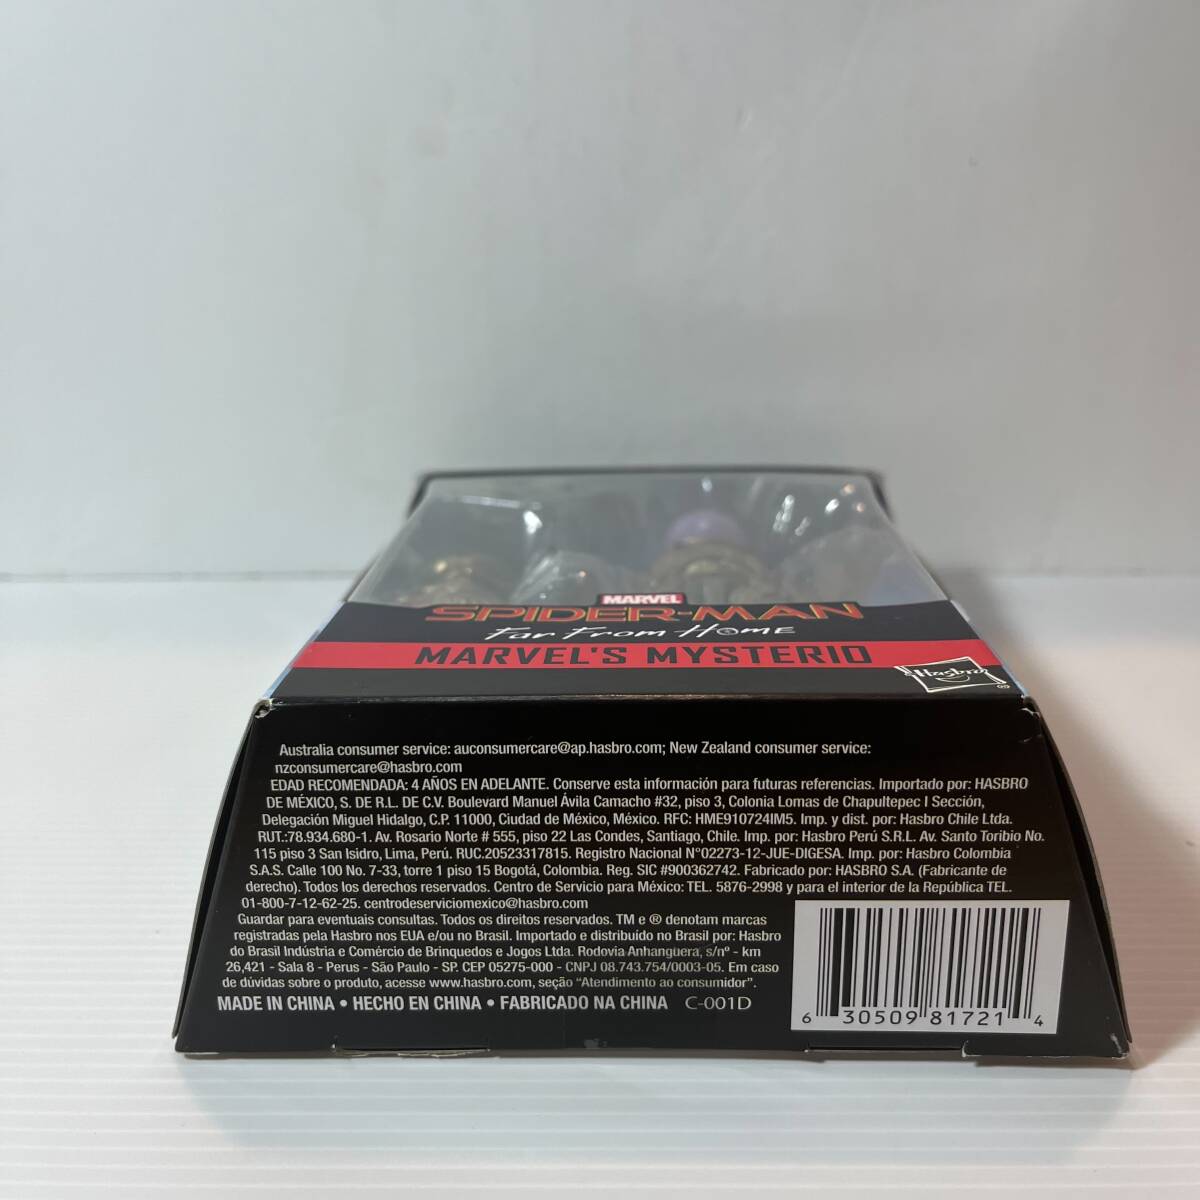 MARVEL
SPIDER-MAN
Far From Home
MARVEL'S MYSTERIO
Hasbro
®
Australia consumer service: auconsumercare@ap.hasbro.com; New Zealand consumer service:
nzconsumercare@hasbro.com
EDAD RECOMENDADA: 4 AÑOS EN ADELANTE. Conserve esta información para futuras referencias. Importado por: HASBRO
DE MÉXICO, S. DE R.L. DE C.V. Boulevard Manuel Ávila Camacho #32, piso 3, Colonia Lomas de Chapultepec I Sección,
Delegación Miguel Hidalgo, C.P. 11000, Ciudad de México, México. RFC: HME910724IM5. Imp. y dist. por: Hasbro Chile Ltda.
RUT.:78.934.680-1. Av. Rosario Norte # 555, piso 22 Las Condes, Santiago, Chile. Imp. por: Hasbro Perú S.R.L. Av. Santo Toribio No.
115 piso 3 San Isidro, Lima, Perú. RUC.20523317815. Registro Nacional N°02273-12-JUE-DIGESA. Imp. por: Hasbro Colombia
S.A.S. Calle 100 No. 7-33, torre 1 piso 15 Bogotá, Colombia. Reg. SIC #900362742. Fabricado por: HASBRO S.A. (Fabricante de
derecho). Todos los derechos reservados. Centro de Servicio para México: TEL. 5876-2998 y para el interior de la República TEL.
01-800-7-12-62-25. centrodeserviciomexico@hasbro.com
Guardar para eventuais consultas. Todos os direitos reservados. TM e ® denotam marcas
registradas pela Hasbro nos EUA e/ou no Brasil. Importado e distribuído no Brasil por: Hasbro
do Brasil Indústria e Comércio de Brinquedos e Jogos Ltda. Rodovia Anhanguera, s/nº - km
26,421 - Sala 8 - Perus - São Paulo - SP. CEP 05275-000 - CNPJ 08.743.754/0003-05. Em caso
de dúvidas sobre o produto, acesse www.hasbro.com, seção "Atendimento ao consumidor".
MADE IN CHINA • HECHO EN CHINA • FABRICADO NA CHINA C-001D
6 30509 81721 4